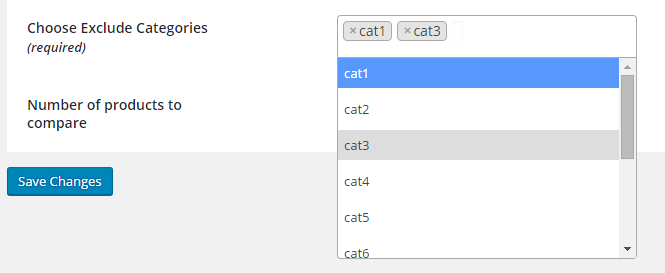 Choose Exclude Categories
(required)
× cat1 × cat3
cat1
cat2
cat3
cat4
cat5
cat6
Number of products to
compare
Save Changes